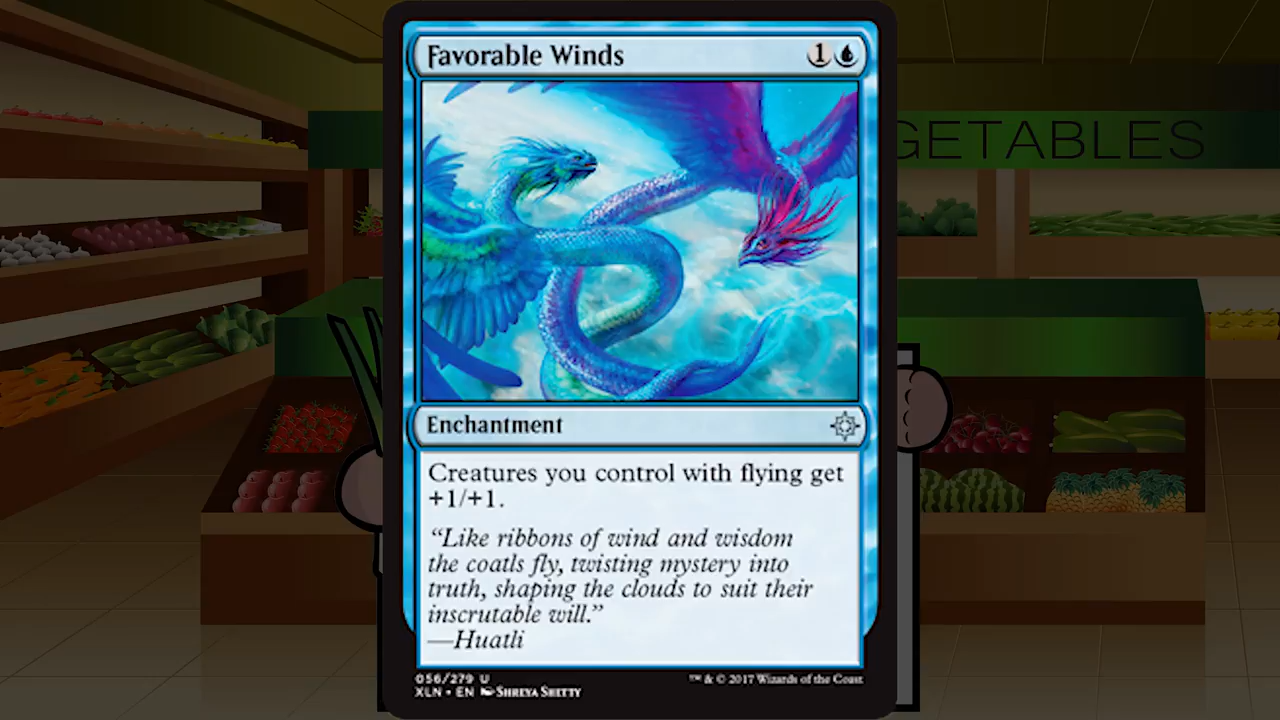 Favorable Winds 1
GETABLES
Enchantment
Creatures you control with flying get
+1/+1.
“Like ribbons of wind and wisdom
the coatls fly, twisting mystery into
truth, shaping the clouds to suit their
inscrutable will.”
—Huatli
056/279 U
XLN • EN Shreya Shetty
™ & © 2017 Wizards of the Coast